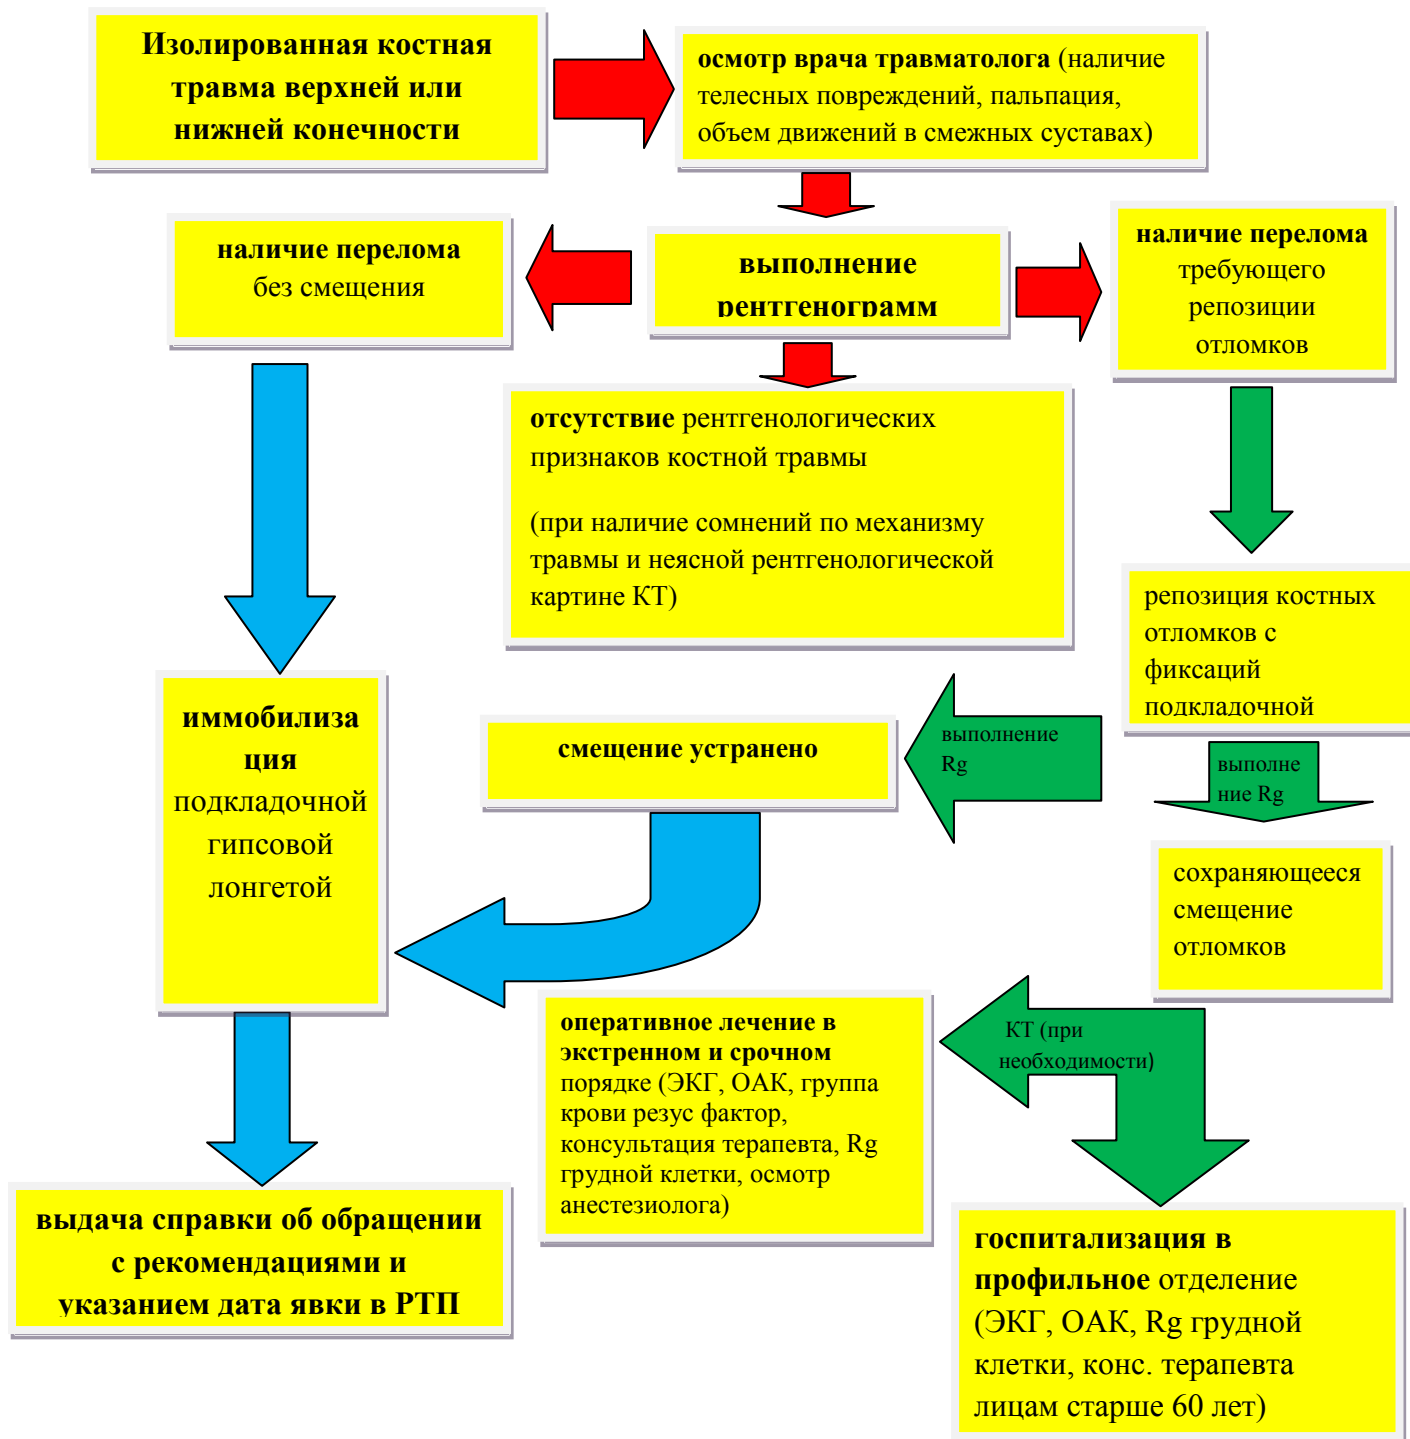 Изолированная костная
травма верхней или
нижней конечности
осмотр врача травматолога (наличие
телесных повреждений, пальпация,
объем движений в смежных суставах)
наличие перелома
без смещения
выполнение
рентгенограмм
наличие перелома
требующего
репозиции
отломков
отсутствие рентгенологических
признаков костной травмы
(при наличие сомнений по механизму
травмы и неясной рентгенологической
картине КТ)
репозиция костных
отломков с
фиксаций
подкладочной
иммобилиза
ция
подкладочной
гипсовой
лонгетой
смещение устранено
выполнение
Rg
выполне
ние Rg
сохраняющееся
смещение
отломков
оперативное лечение в
экстренном и срочном
порядке (ЭКГ, ОАК, группа
крови резус фактор,
консультация терапевта, Rg
грудной клетки, осмотр
анестезиолога)
КТ (при
необходимости)
выдача справки об обращении
с рекомендациями и
указанием дата явки в РТП
госпитализация в
профильное отделение
(ЭКГ, ОАК, Rg грудной
клетки, конс. терапевта
лицам старше 60 лет)